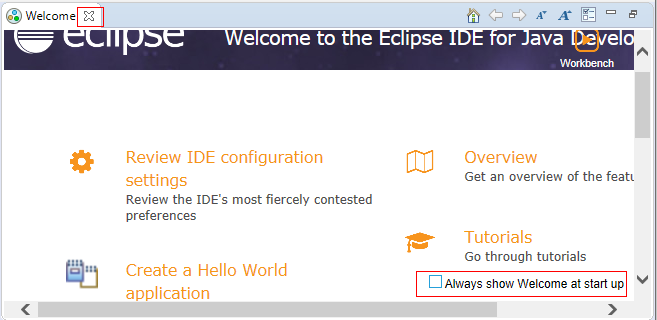 Welcome
eclipse
Welcome to the Eclipse IDE for Java Develo
Workbench
Review IDE configuration
settings
Review the IDE's most fiercely contested
preferences
Overview
Get an overview of the featu
Tutorials
Go through tutorials
Create a Hello World
application
Always show Welcome at start up